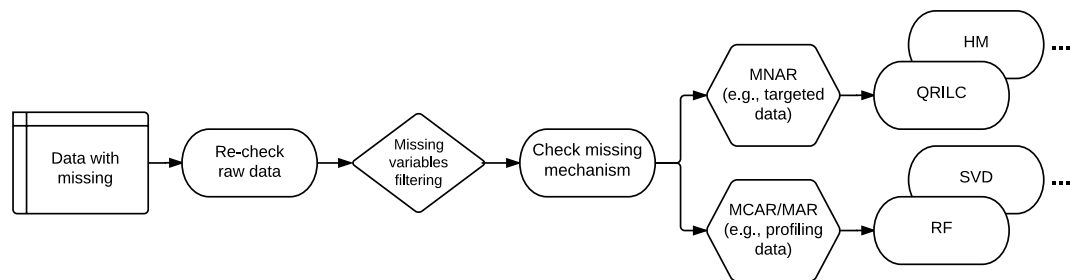 Data with
missing
Re-check
raw data
Missing
variables
filtering
Check missing
mechanism
MNAR
(e.g., targeted
data)
HM
...
QRILC
MCAR/MAR
(e.g., profiling
data)
SVD
...
RF